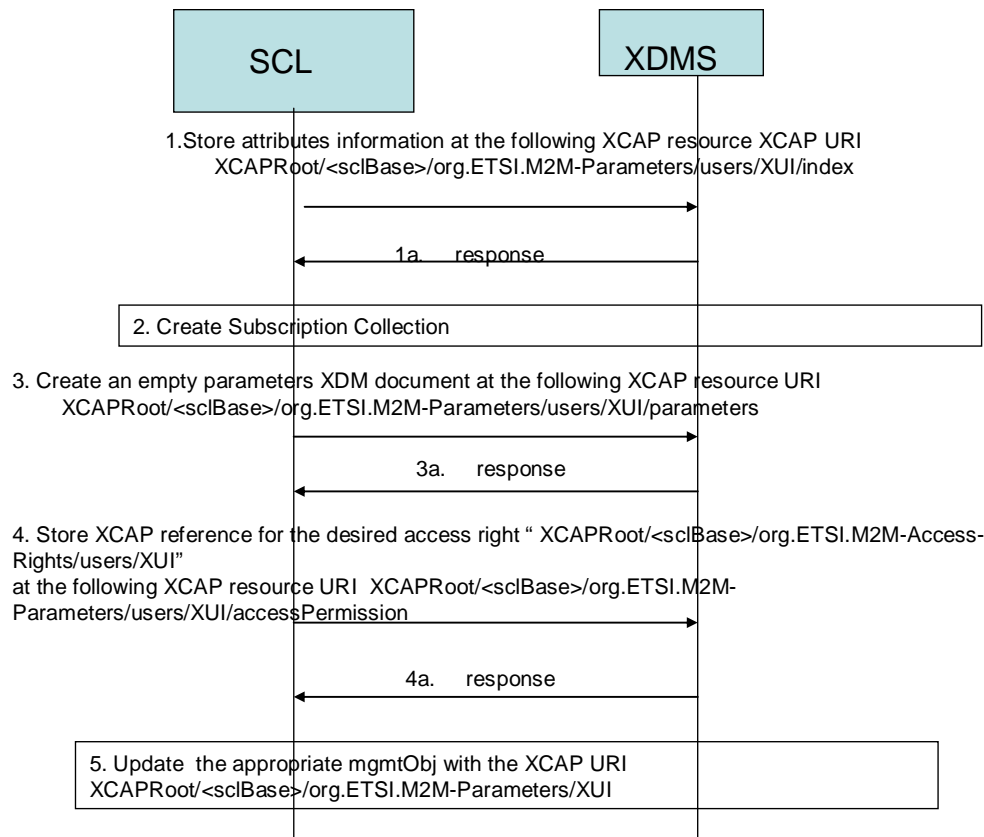 SCL
XDMS
1.Store attributes information at the following XCAP resource XCAP URI
XCAPRoot/<sclBase>/org.ETSI.M2M-Parameters/users/XUI/index
1a. response
2. Create Subscription Collection
3. Create an empty parameters XDM document at the following XCAP resource URI
XCAPRoot/<sclBase>/org.ETSI.M2M-Parameters/users/XUI/parameters
3a. response
4. Store XCAP reference for the desired access right “ XCAPRoot/<sclBase>/org.ETSI.M2M-Access-
Rights/users/XUI”
at the following XCAP resource URI XCAPRoot/<sclBase>/org.ETSI.M2M-
Parameters/users/XUI/accessPermission
4a. response
5. Update the appropriate mgmtObj with the XCAP URI
XCAPRoot/<sclBase>/org.ETSI.M2M-Parameters/XUI